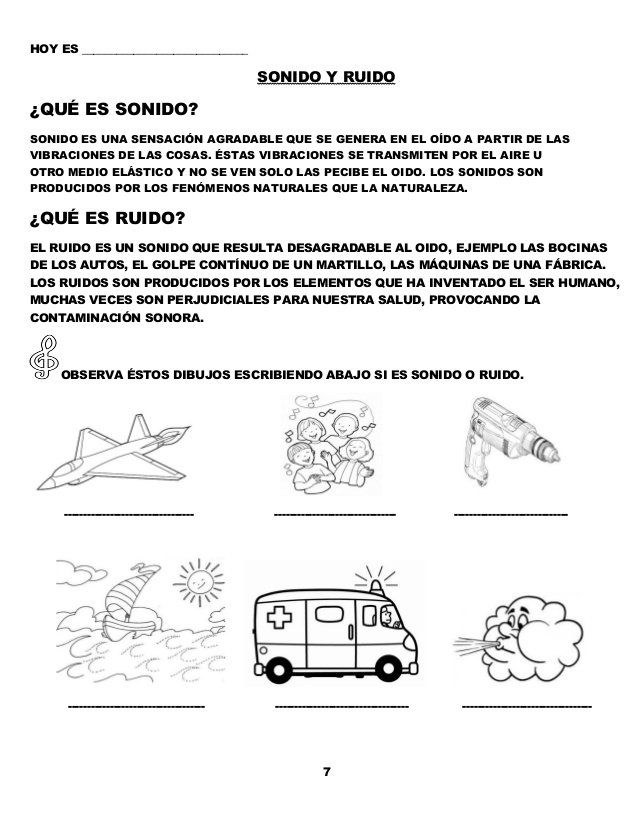 HOY ES ___________________________
SONIDO Y RUIDO
¿QUÉ ES SONIDO?
SONIDO ES UNA SENSACIÓN AGRADABLE QUE SE GENERA EN EL OÍDO A PARTIR DE LAS
VIBRACIONES DE LAS COSAS. ÉSTAS VIBRACIONES SE TRANSMITEN POR EL AIRE U
OTRO MEDIO ELÁSTICO Y NO SE VEN SOLO LAS PECIBE EL OIDO. LOS SONIDOS SON
PRODUCIDOS POR LOS FENÓMENOS NATURALES QUE LA NATURALEZA.
¿QUÉ ES RUIDO?
EL RUIDO ES UN SONIDO QUE RESULTA DESAGRADABLE AL OIDO, EJEMPLO LAS BOCINAS
DE LOS AUTOS, EL GOLPE CONTÍNUO DE UN MARTILLO, LAS MÁQUINAS DE UNA FÁBRICA.
LOS RUIDOS SON PRODUCIDOS POR LOS ELEMENTOS QUE HA INVENTADO EL SER HUMANO,
MUCHAS VECES SON PERJUDICIALES PARA NUESTRA SALUD, PROVOCANDO LA
CONTAMINACIÓN SONORA.
OBSERVA ÉSTOS DIBUJOS ESCRIBIENDO ABAJO SI ES SONIDO O RUIDO.
7